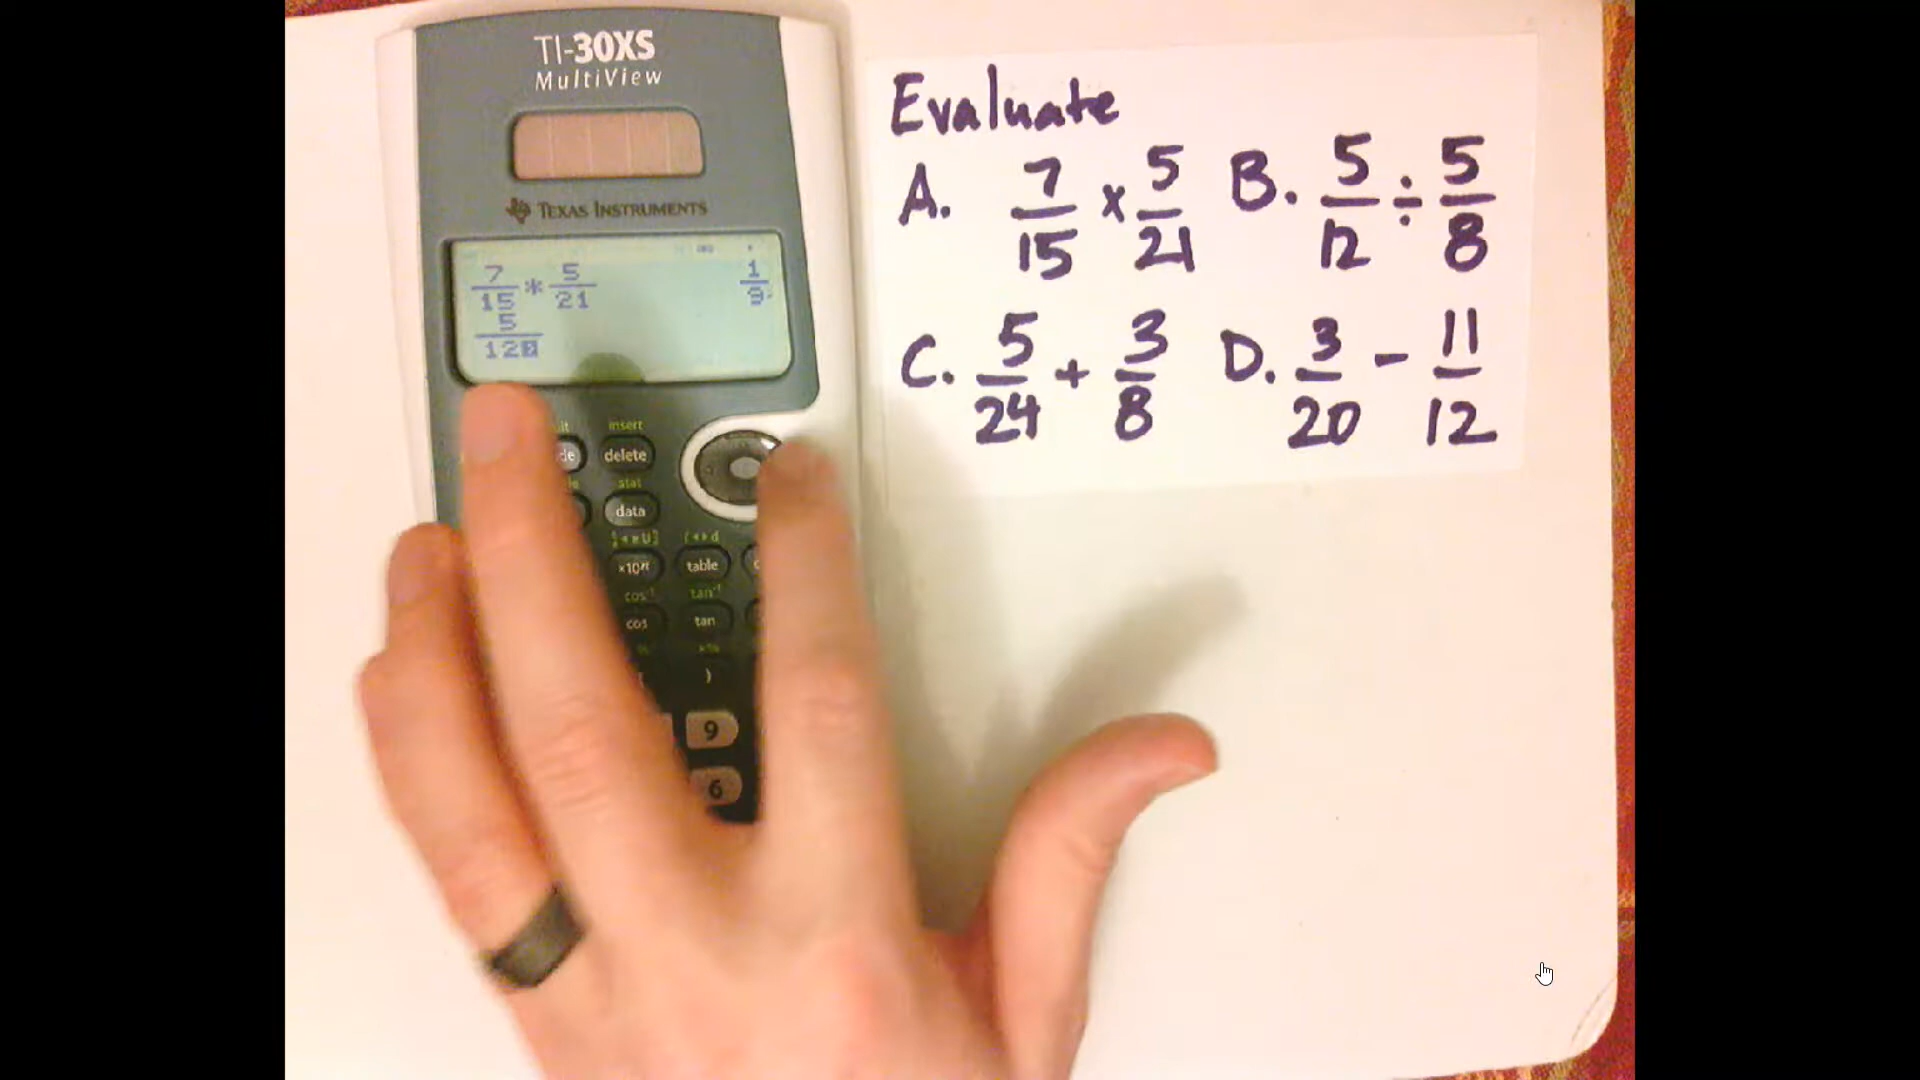 TI-30XS
MultiView
TEXAS INSTRUMENTS
7/15 * 5/21 1/9
5/12
insert
delete
stat
data
×10ⁿ
table
cos⁻¹ tan⁻¹
cos tan
)
9
6
Evaluate
A. 7/15 × 5/21 B. 5/12 ÷ 5/8
C. 5/24 + 3/8 D. 3/20 - 11/12